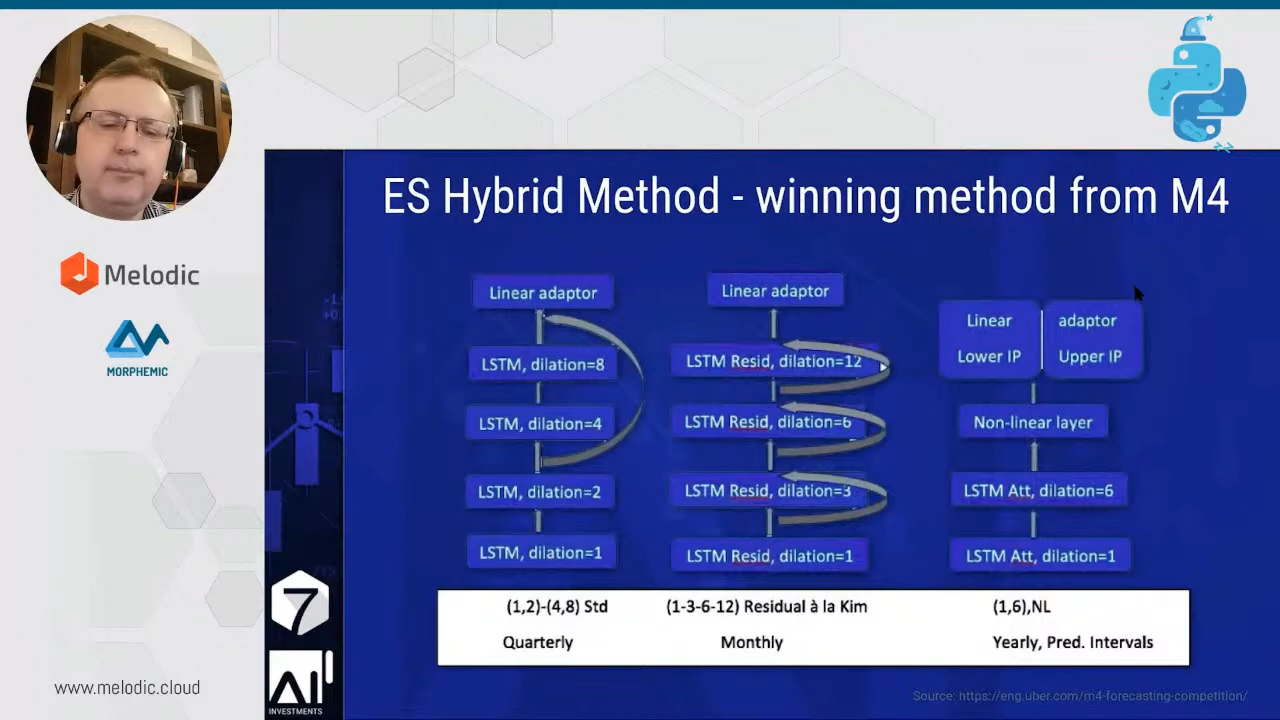 ES Hybrid Method - winning method from M4
Melodic
MORPHEMIC
Linear adaptor
LSTM, dilation=8
LSTM, dilation=4
LSTM, dilation=2
LSTM, dilation=1
Linear adaptor
LSTM Resid, dilation=12
LSTM Resid, dilation=6
LSTM Resid, dilation=3
LSTM Resid, dilation=1
Linear adaptor
Lower IP Upper IP
Non-linear layer
LSTM Att, dilation=6
LSTM Att, dilation=1
(1,2)-(4,8) Std (1-3-6-12) Residual à la Kim (1,6),NL
Quarterly Monthly Yearly, Pred. Intervals
7
AI
INVESTMENTS
www.melodic.cloud
Source: https://eng.uber.com/m4-forecasting-competition/